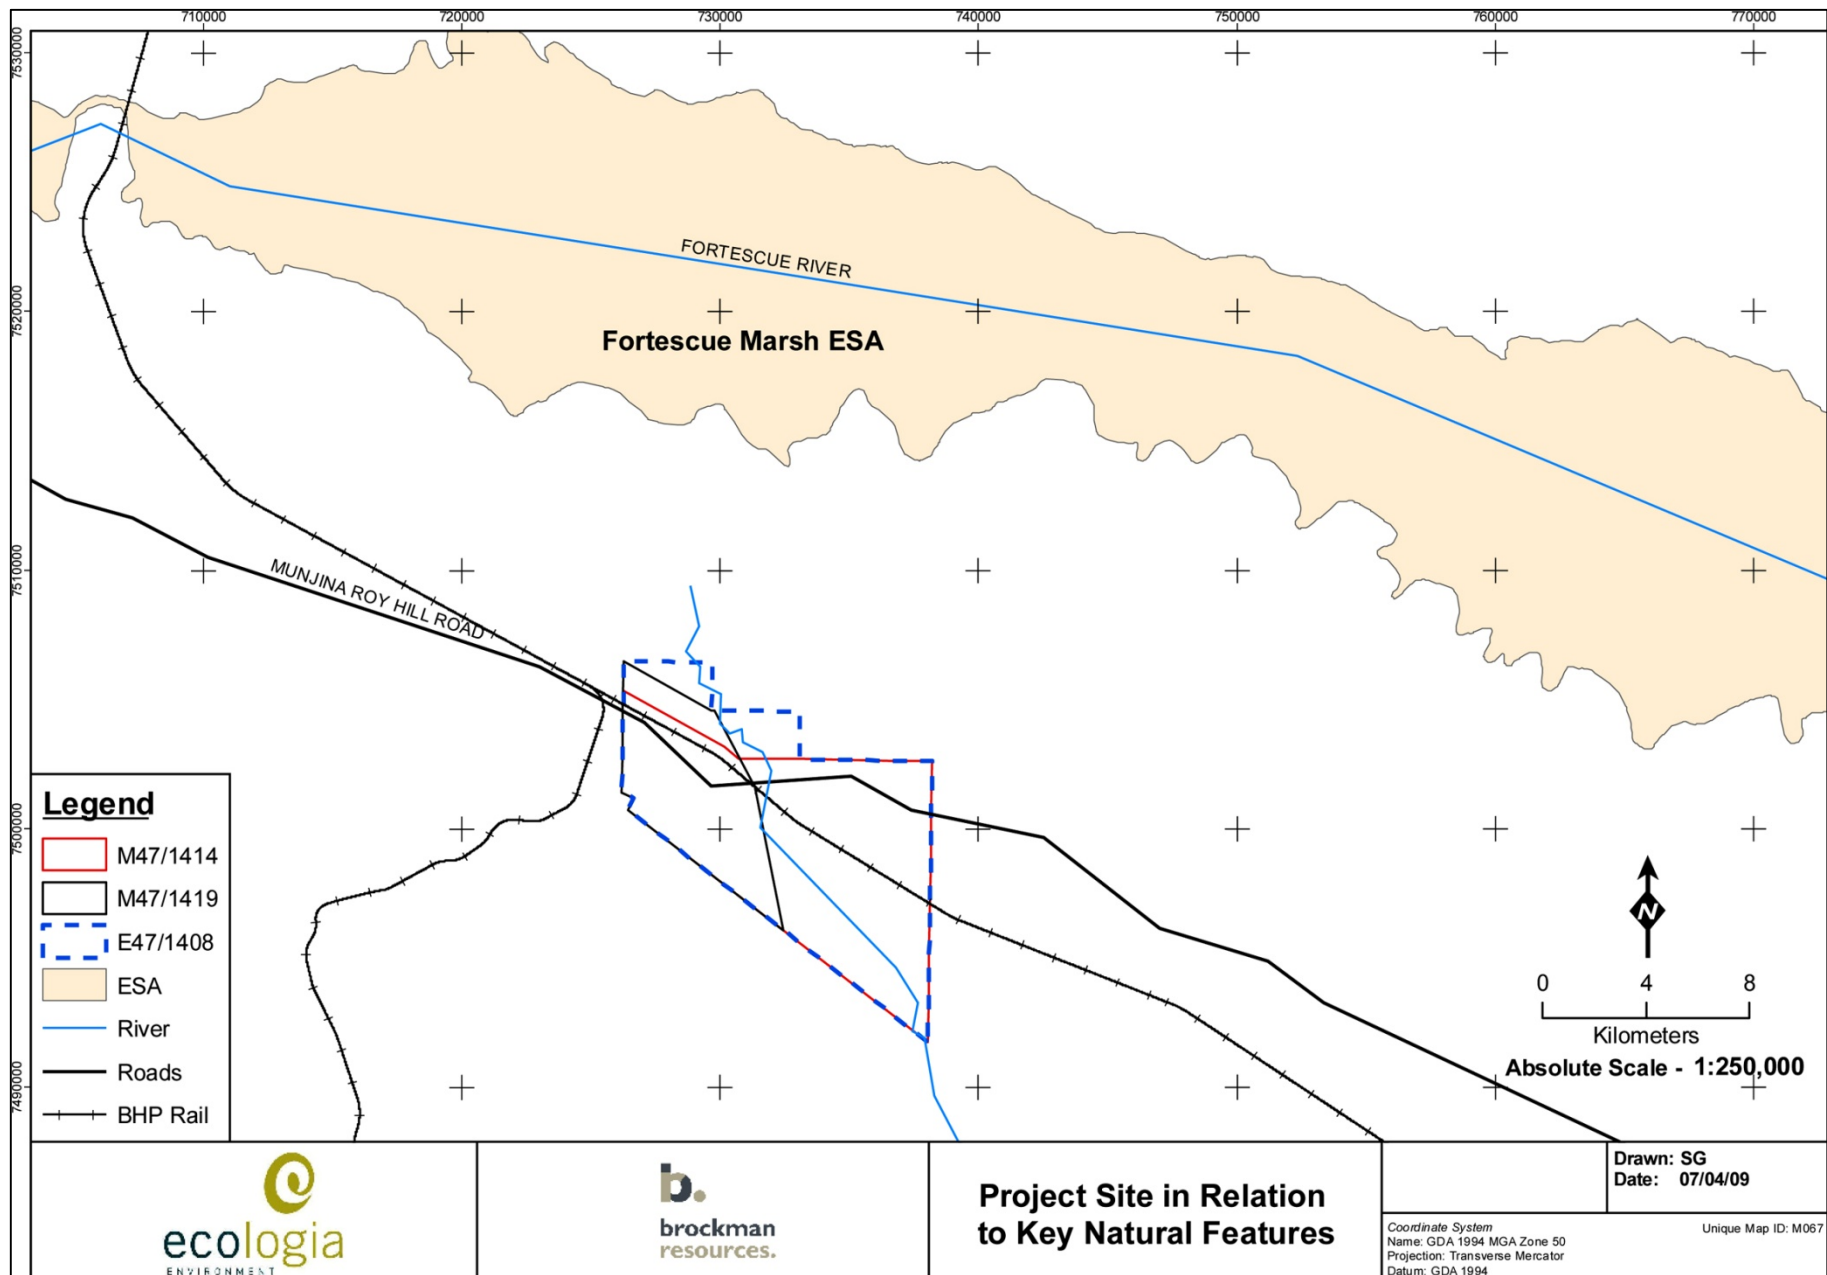 710000
720000
730000
740000
750000
760000
770000
7530000
7520000
7510000
7500000
7490000
FORTESCUE RIVER
Fortescue Marsh ESA
MUNJINA ROY HILL ROAD
Legend
M47/1414
M47/1419
E47/1408
ESA
River
Roads
BHP Rail
N
0 4 8
Kilometers
Absolute Scale - 1:250,000
ecologia
ENVIRONMENT
b.
brockman
resources.
Project Site in Relation
to Key Natural Features
Drawn: SG
Date: 07/04/09
Coordinate System
Name: GDA 1994 MGA Zone 50
Projection: Transverse Mercator
Datum: GDA 1994
Unique Map ID: M067